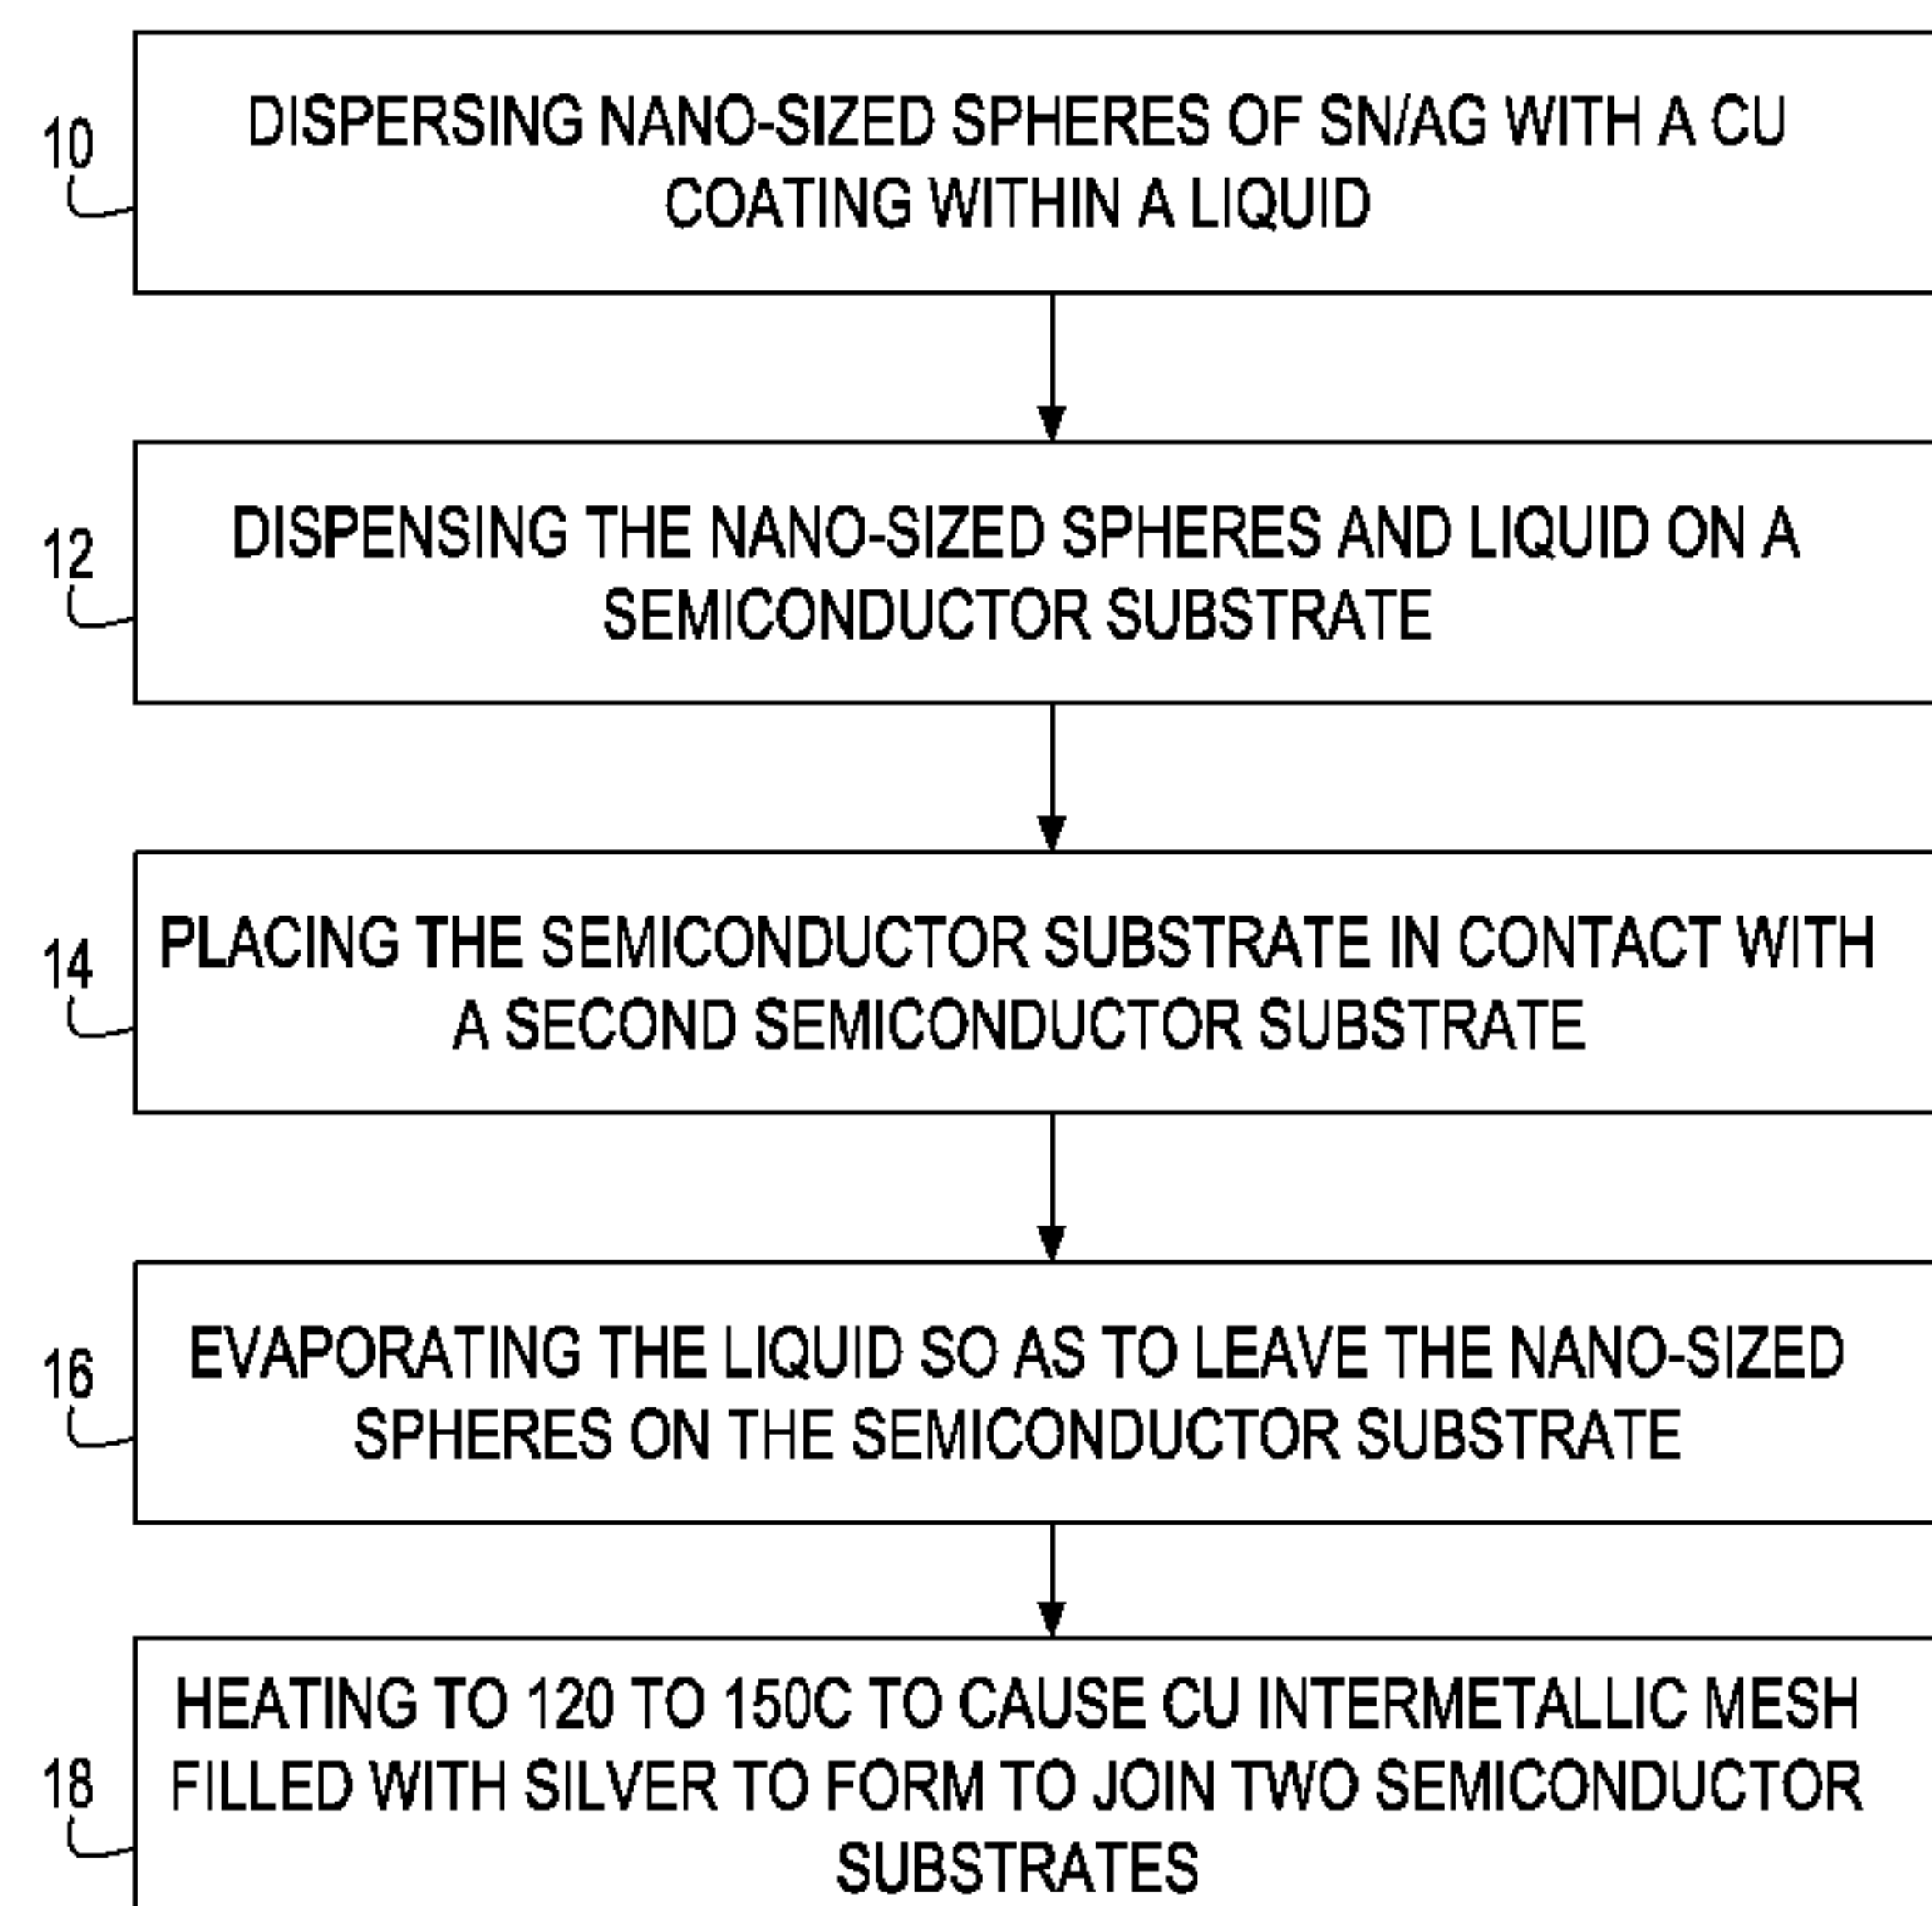 10
DISPERSING NANO-SIZED SPHERES OF SN/AG WITH A CU
COATING WITHIN A LIQUID
12
DISPENSING THE NANO-SIZED SPHERES AND LIQUID ON A
SEMICONDUCTOR SUBSTRATE
14
PLACING THE SEMICONDUCTOR SUBSTRATE IN CONTACT WITH
A SECOND SEMICONDUCTOR SUBSTRATE
16
EVAPORATING THE LIQUID SO AS TO LEAVE THE NANO-SIZED
SPHERES ON THE SEMICONDUCTOR SUBSTRATE
18
HEATING TO 120 TO 150C TO CAUSE CU INTERMETALLIC MESH
FILLED WITH SILVER TO FORM TO JOIN TWO SEMICONDUCTOR
SUBSTRATES